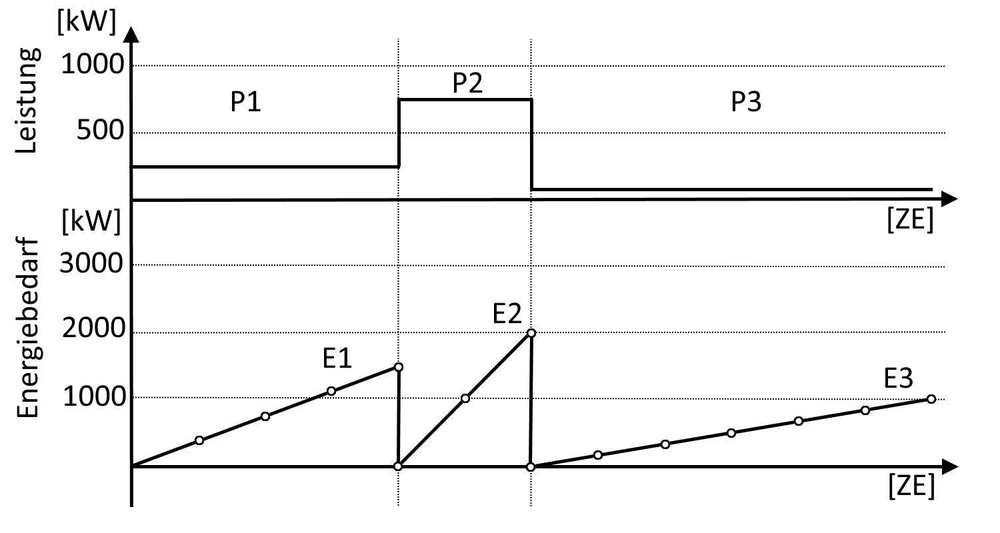 [kW]
Leistung
1000
P1
P2
P3
500
[ZE]
[kW]
Energiebedarf
3000
2000
E2
E1
E3
1000
[ZE]